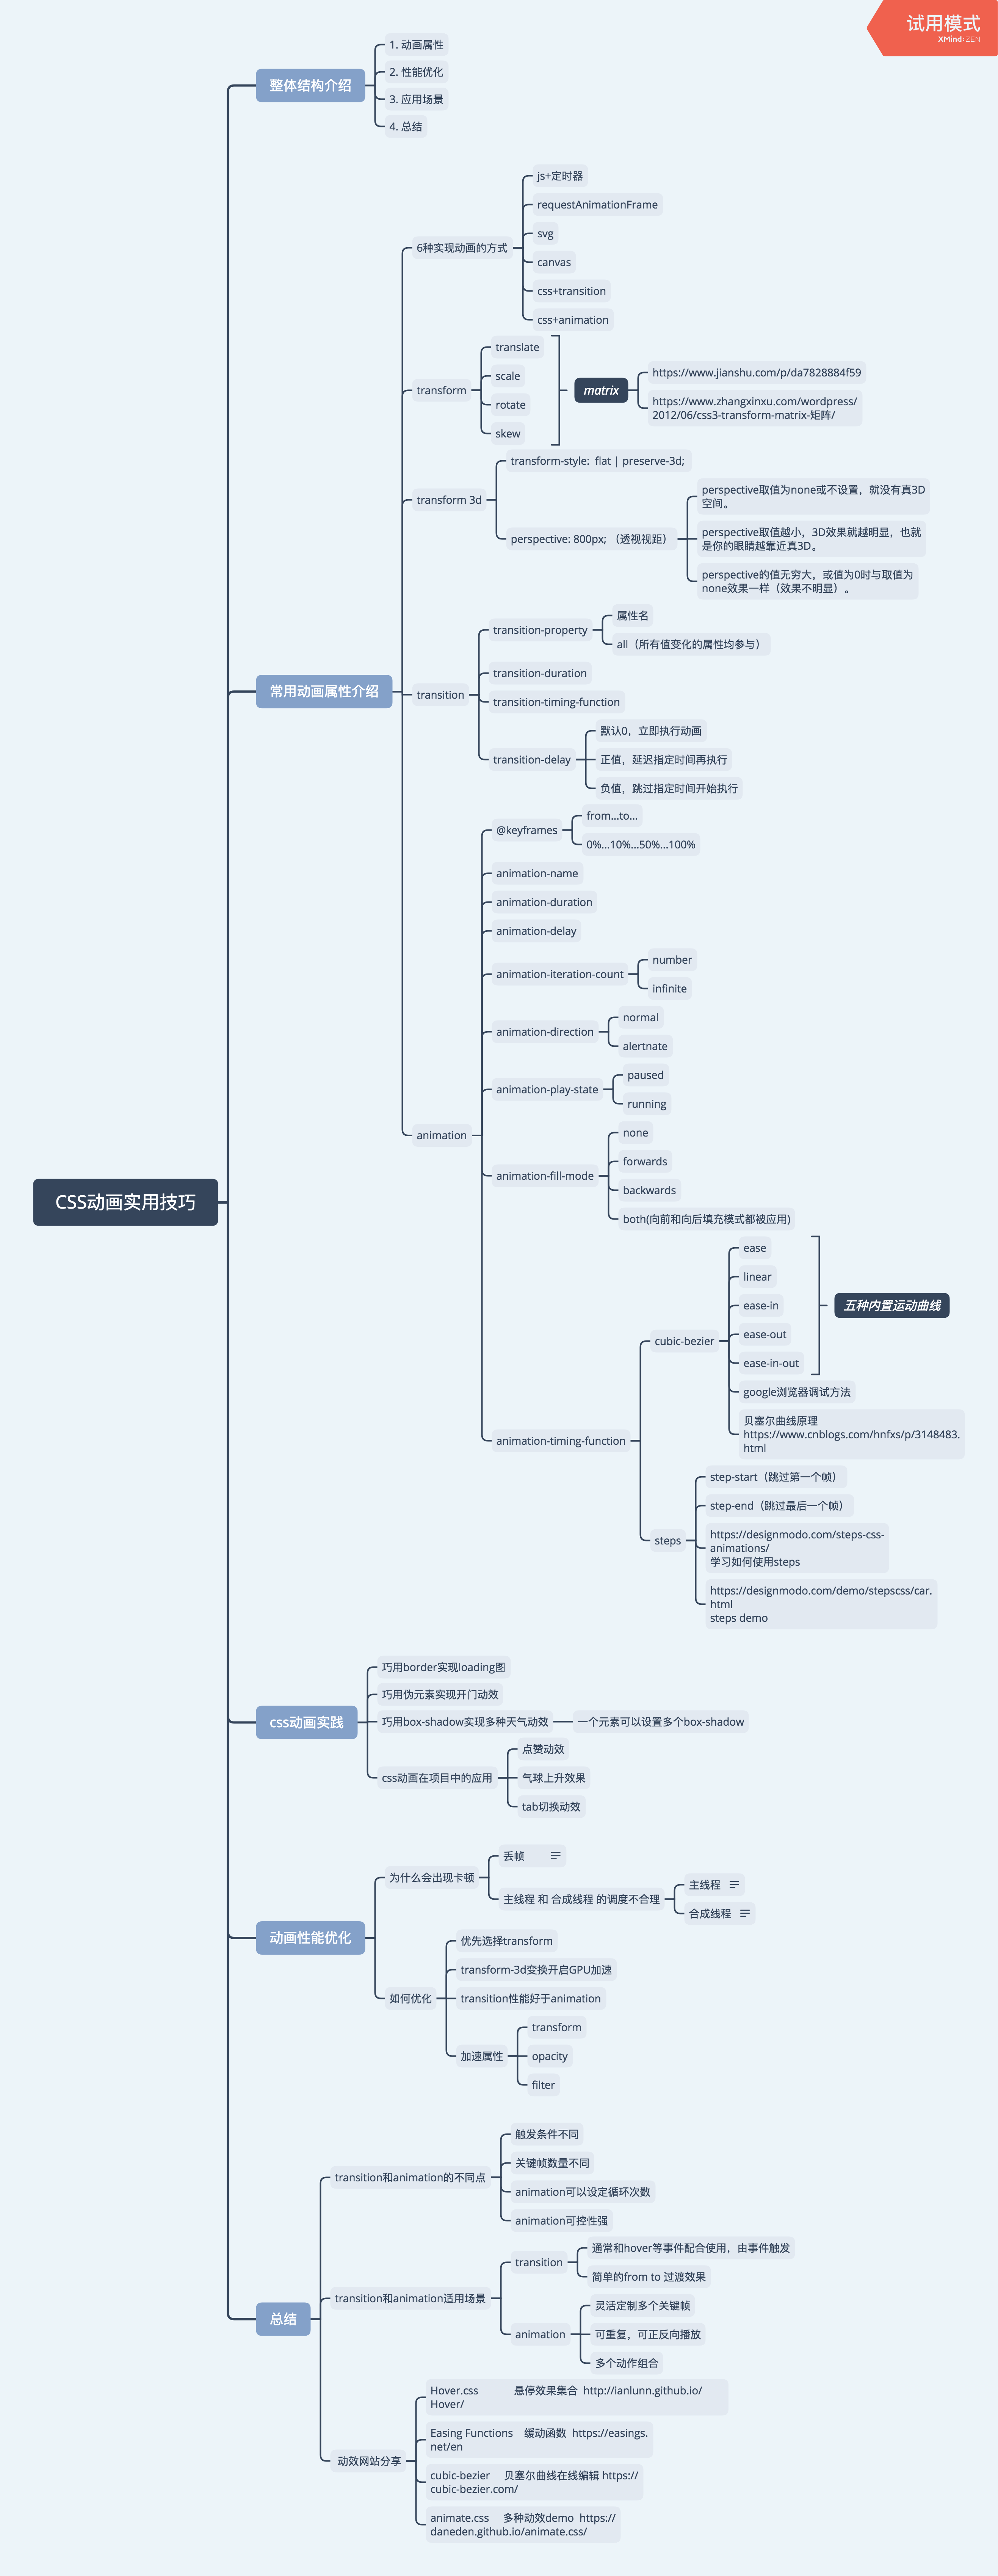 试用模式
XMind:ZEN
CSS动画实用技巧
整体结构介绍
1. 动画属性
2. 性能优化
3. 应用场景
4. 总结
常用动画属性介绍
6种实现动画的方式
js+定时器
requestAnimationFrame
svg
canvas
css+transition
css+animation
transform
translate
scale
rotate
skew
matrix
https://www.jianshu.com/p/da7828884f59
https://www.zhangxinxu.com/wordpress/
2012/06/css3-transform-matrix-矩阵/
transform 3d
transform-style: flat | preserve-3d;
perspective: 800px; （透视视距）
perspective取值为none或不设置，就没有真3D
空间。
perspective取值越小，3D效果就越明显，也就
是你的眼睛越靠近真3D。
perspective的值无穷大，或值为0时与取值为
none效果一样（效果不明显）。
transition
transition-property
属性名
all（所有值变化的属性均参与）
transition-duration
transition-timing-function
transition-delay
默认0，立即执行动画
正值，延迟指定时间再执行
负值，跳过指定时间开始执行
animation
@keyframes
from...to...
0%...10%...50%...100%
animation-name
animation-duration
animation-delay
animation-iteration-count
number
infinite
animation-direction
normal
alertnate
animation-play-state
paused
running
animation-fill-mode
none
forwards
backwards
both(向前和向后填充模式都被应用)
animation-timing-function
cubic-bezier
ease
linear
ease-in
ease-out
ease-in-out
五种内置运动曲线
google浏览器调试方法
贝塞尔曲线原理
https://www.cnblogs.com/hnfxs/p/3148483.
html
steps
step-start（跳过第一个帧）
step-end（跳过最后一个帧）
https://designmodo.com/steps-css-
animations/
学习如何使用steps
https://designmodo.com/demo/stepscss/car.
html
steps demo
css动画实践
巧用border实现loading图
巧用伪元素实现开门动效
巧用box-shadow实现多种天气动效
一个元素可以设置多个box-shadow
css动画在项目中的应用
点赞动效
气球上升效果
tab切换动效
动画性能优化
为什么会出现卡顿
丢帧
主线程 和 合成线程 的调度不合理
主线程
合成线程
如何优化
优先选择transform
transform-3d变换开启GPU加速
transition性能好于animation
加速属性
transform
opacity
filter
总结
transition和animation的不同点
触发条件不同
关键帧数量不同
animation可以设定循环次数
animation可控性强
transition和animation适用场景
transition
通常和hover等事件配合使用，由事件触发
简单的from to 过渡效果
animation
灵活定制多个关键帧
可重复，可正反向播放
多个动作组合
动效网站分享
Hover.css 悬停效果集合 http://ianlunn.github.io/
Hover/
Easing Functions 缓动函数 https://easings.
net/en
cubic-bezier 贝塞尔曲线在线编辑 https://
cubic-bezier.com/
animate.css 多种动效demo https://
daneden.github.io/animate.css/